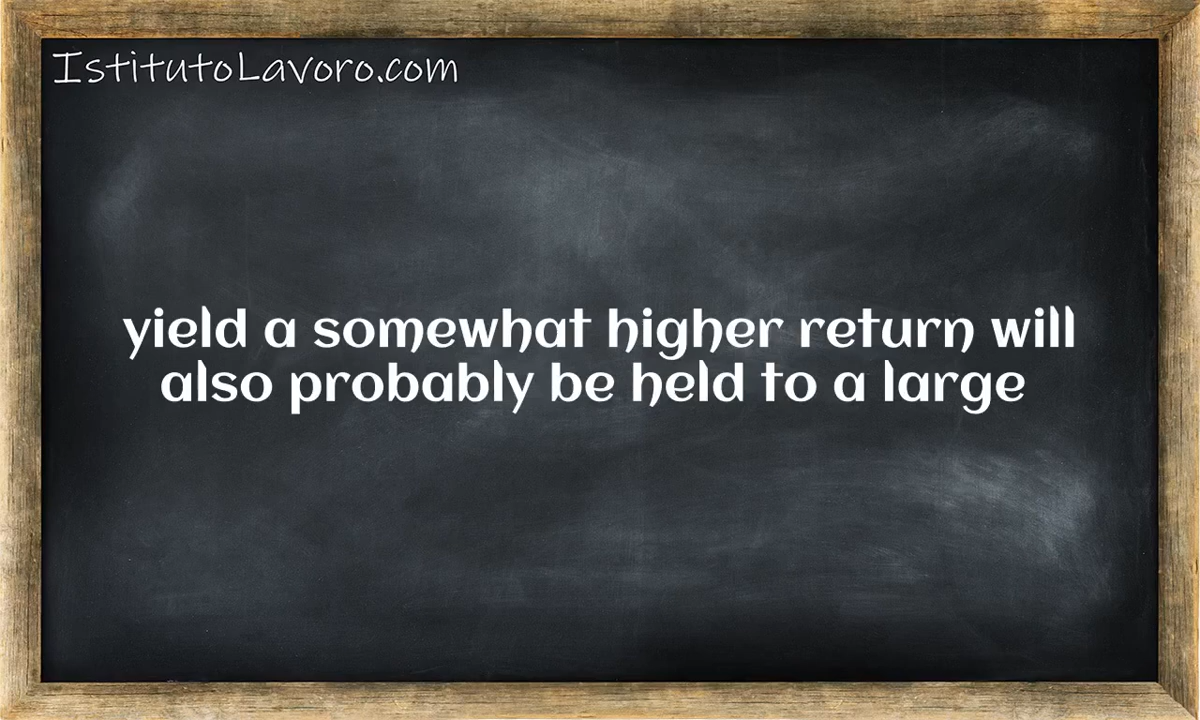 IstitutoLavoro.com
yield a somewhat higher return will
also probably be held to a large